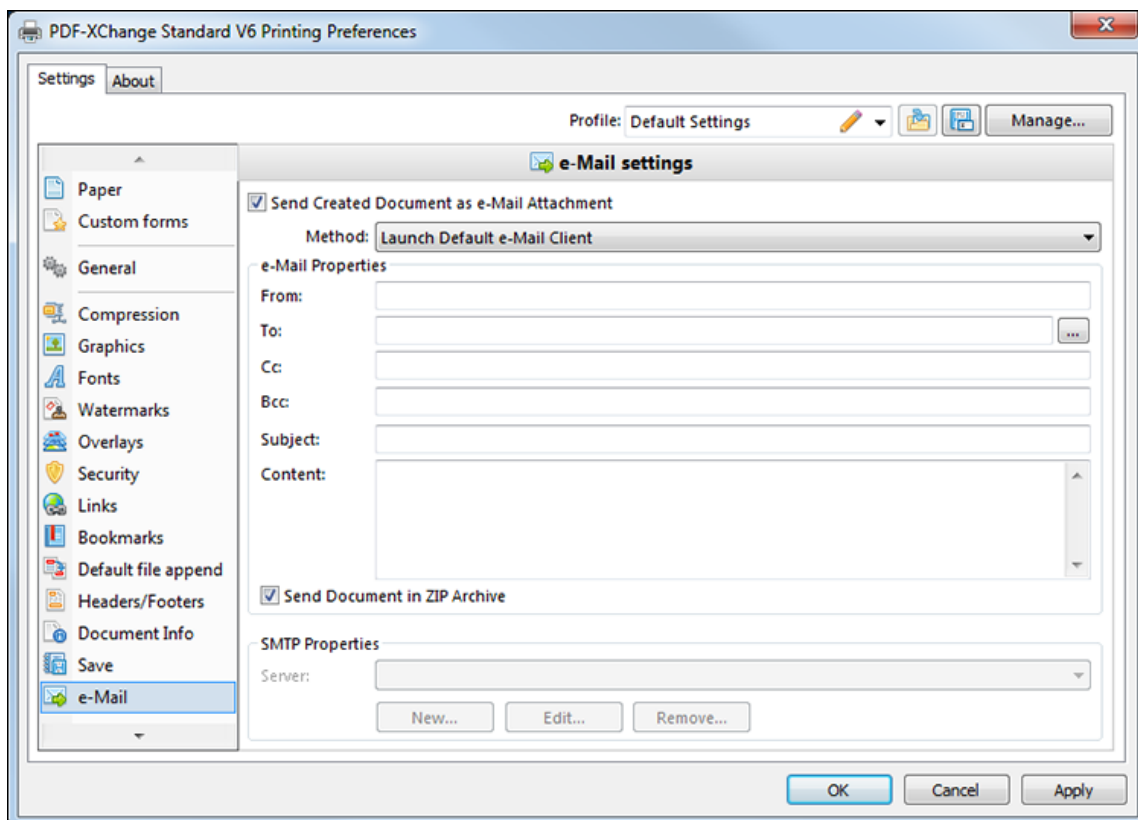 PDF-XChange Standard V6 Printing Preferences
Settings About
Profile: Default Settings Manage...
Paper
Custom forms
General
Compression
Graphics
Fonts
Watermarks
Overlays
Security
Links
Bookmarks
Default file append
Headers/Footers
Document Info
Save
e-Mail
e-Mail settings
Send Created Document as e-Mail Attachment
Method: Launch Default e-Mail Client
e-Mail Properties
From:
To: ...
Cc:
Bcc:
Subject:
Content:
Send Document in ZIP Archive
SMTP Properties
Server:
New... Edit... Remove...
OK Cancel Apply